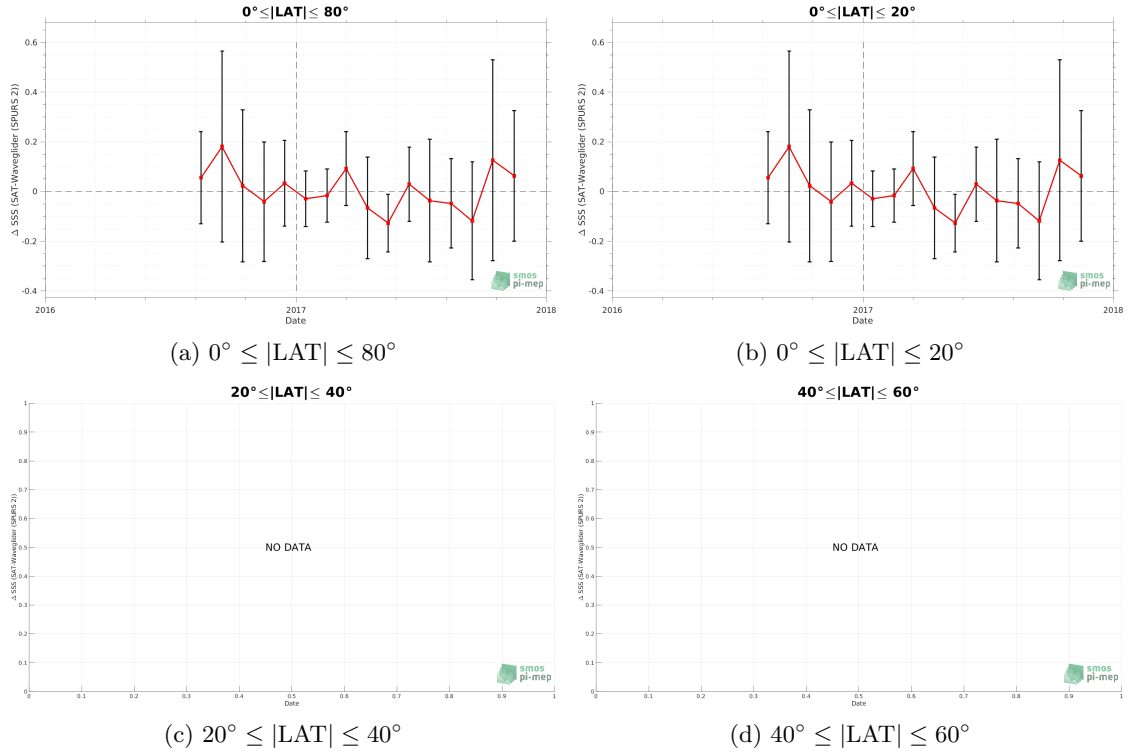 0°≤|LAT|≤ 80°
0.6
0.4
0.2
0
-0.2
-0.4
Δ SSS (SAT-Waveglider (SPURS 2))
2016
2017
2018
Date
smos
pi-mep
(a) 0° ≤ |LAT| ≤ 80°
0°≤|LAT|≤ 20°
0.6
0.4
0.2
0
-0.2
-0.4
Δ SSS (SAT-Waveglider (SPURS 2))
2016
2017
2018
Date
smos
pi-mep
(b) 0° ≤ |LAT| ≤ 20°
20°≤|LAT|≤ 40°
1
0.9
0.8
0.7
0.6
0.5
0.4
0.3
0.2
0.1
0
Δ SSS (SAT-Waveglider (SPURS 2))
NO DATA
0 0.1 0.2 0.3 0.4 0.5 0.6 0.7 0.8 0.9 1
Date
smos
pi-mep
(c) 20° ≤ |LAT| ≤ 40°
40°≤|LAT|≤ 60°
1
0.9
0.8
0.7
0.6
0.5
0.4
0.3
0.2
0.1
0
Δ SSS (SAT-Waveglider (SPURS 2))
NO DATA
0 0.1 0.2 0.3 0.4 0.5 0.6 0.7 0.8 0.9 1
Date
smos
pi-mep
(d) 40° ≤ |LAT| ≤ 60°